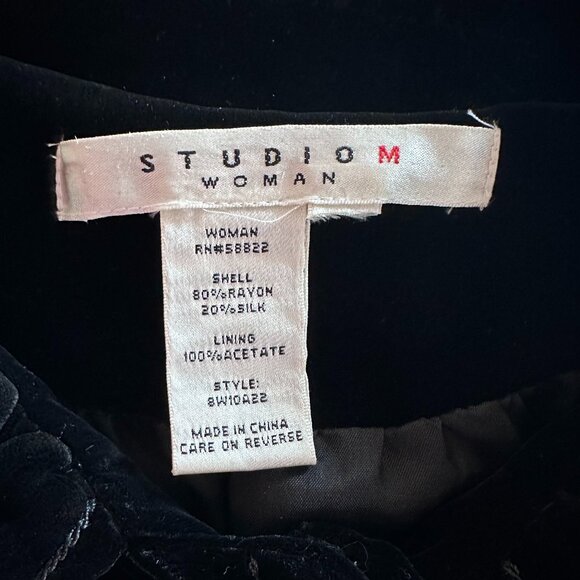 STUDIO M
WOMAN
WOMAN
RN#58822
SHELL
80%RAYON
20%SILK
LINING
100%ACETATE
STYLE:
8W10A22
MADE IN CHINA
CARE ON REVERSE